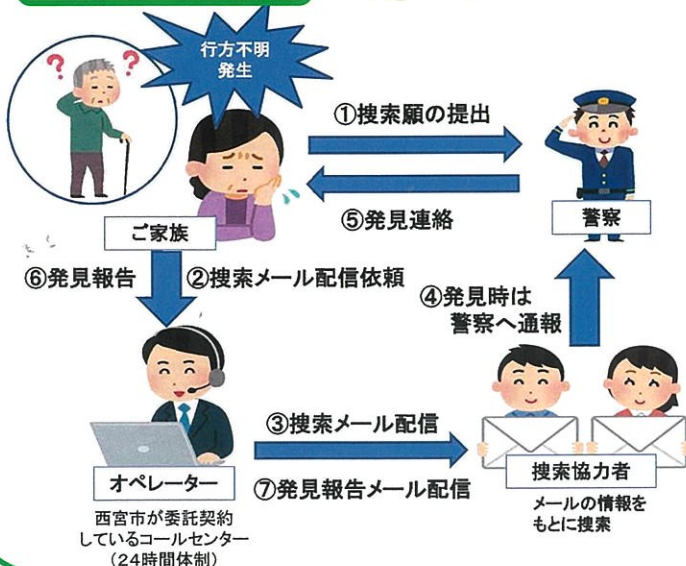 行方不明
発生
?
?
①捜索願の提出
⑤発見連絡
ご家族
警察
⑥発見報告
②捜索メール配信依頼
④発見時は
警察へ通報
③捜索メール配信
⑦発見報告メール配信
オペレーター
西宮市が委託契約
しているコールセンター
(24時間体制)
捜索協力者
メールの情報を
もとに捜索